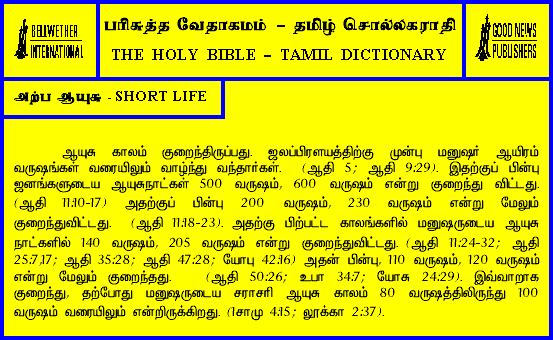 BELLWETHER
INTERNATIONAL
பரிசுத்த வேதாகமம் – தமிழ் சொல்லகராதி
THE HOLY BIBLE – TAMIL DICTIONARY
GOOD NEWS
PUBLISHERS
அற்ப ஆயுசு - SHORT LIFE
ஆயுசு காலம் குறைந்திருப்பது. ஜலப்பிரளயத்திற்கு முன்பு மனுஷர் ஆயிரம்
வருஷங்கள் வரையிலும் வாழ்ந்து வந்தார்கள். (ஆதி 5; ஆதி 9:29). இதற்குப் பின்பு
ஜனங்களுடைய ஆயுசுநாட்கள் 500 வருஷம், 600 வருஷம் என்று குறைந்து விட்டது.
(ஆதி 11:10-17) அதற்குப் பின்பு 200 வருஷம், 230 வருஷம் என்று மேலும்
குறைந்துவிட்டது. (ஆதி 11:18-23). அதற்கு பிற்பட்ட காலங்களில் மனுஷருடைய ஆயுசு
நாட்களில் 140 வருஷம், 205 வருஷம் என்று குறைந்துவிட்டது. (ஆதி 11:24-32; ஆதி
25:7,17; ஆதி 35:28; ஆதி 47:28; யோபு 42:16) அதன் பின்பு, 110 வருஷம், 120 வருஷம்
என்று மேலும் குறைந்தது. (ஆதி 50:26; உபா 34:7; யோசு 24:29). இவ்வாறாக
குறைந்து, தற்போது மனுஷருடைய சராசரி ஆயுசு காலம் 80 வருஷத்திலிருந்து 100
வருஷம் வரையிலும் என்றிருக்கிறது. (1சாமு 4:15; லூக்கா 2:37).